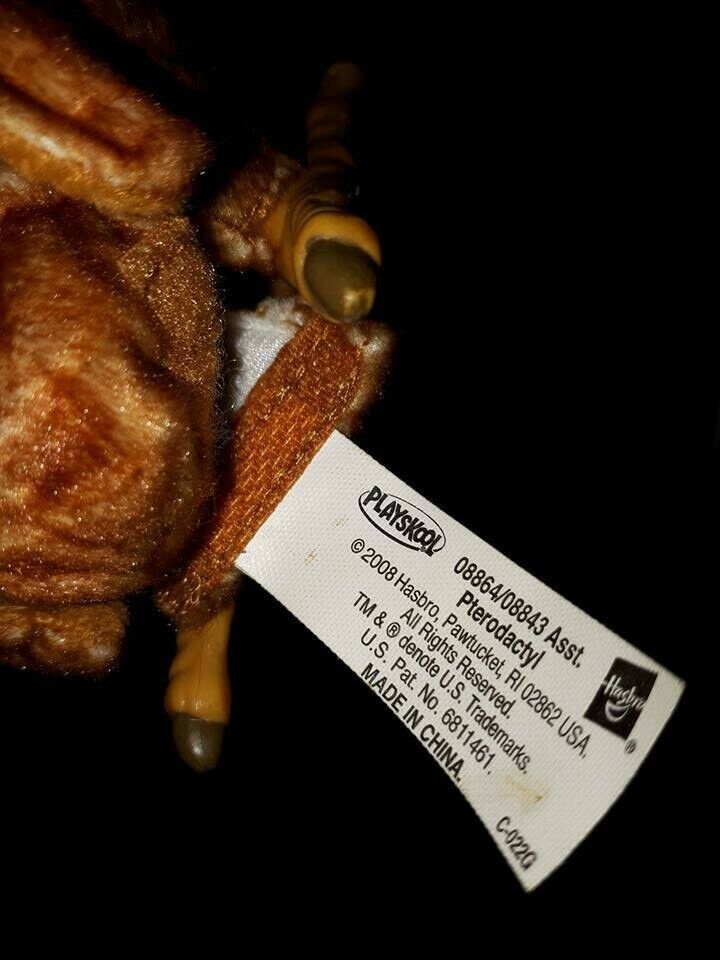 PLAYSKOOL
08864/08843 Asst.
Pterodactyl
© 2008 Hasbro, Pawtucket, RI 02862 USA.
All Rights Reserved.
TM & ® denote U.S. Trademarks.
U.S. Pat. No. 6811461.
MADE IN CHINA.
Hasbro
®
C-022Q